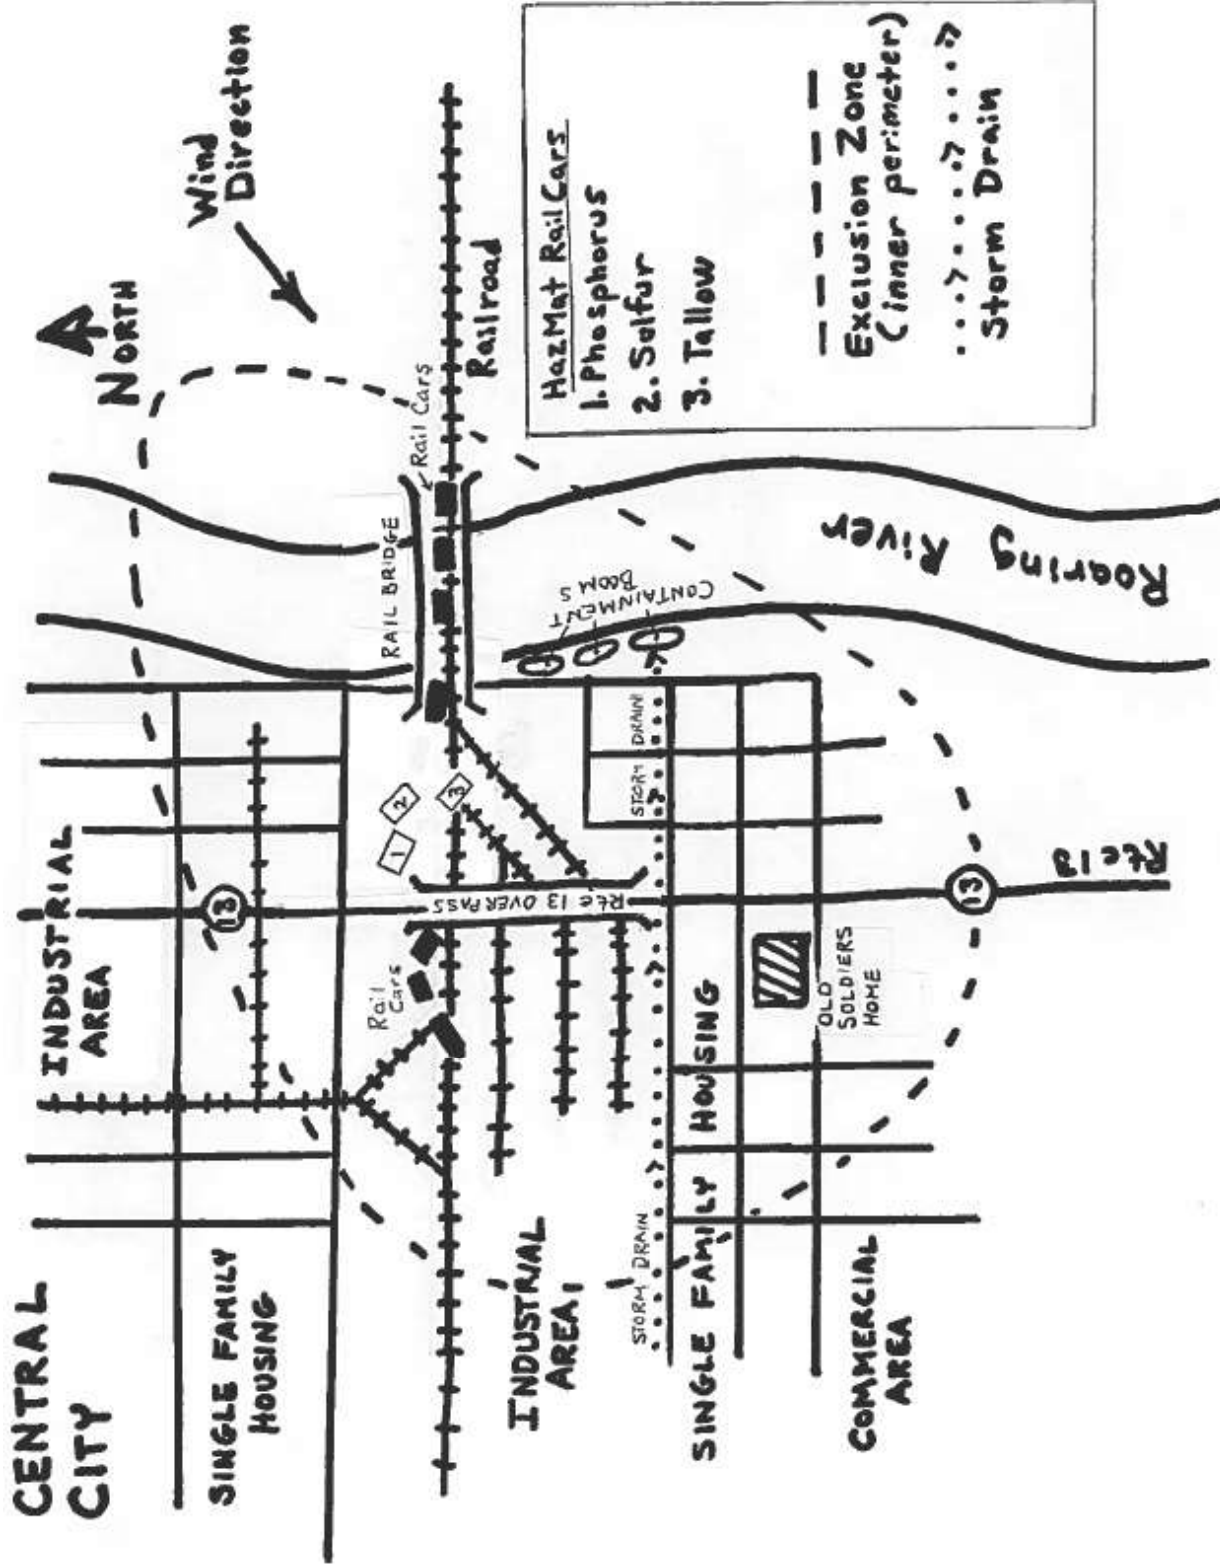 CENTRAL
CITY
INDUSTRIAL
AREA
NORTH
Wind
Direction
SINGLE FAMILY
HOUSING
13
Rail
Cars
1
2
3
RAIL BRIDGE
Rail Cars
Railroad
Rte 13 OVERPASS
INDUSTRIAL
AREA
STORM DRAIN
STORM DRAIN
CONTAINMENT
BOOMS
SINGLE FAMILY HOUSING
OLD
SOLDIERS
HOME
COMMERCIAL
AREA
13
Rte 13
Roaring
River
HazMat Rail Cars
1. Phosphorus
2. Sulfur
3. Tallow
Exclusion Zone
(inner perimeter)
Storm Drain